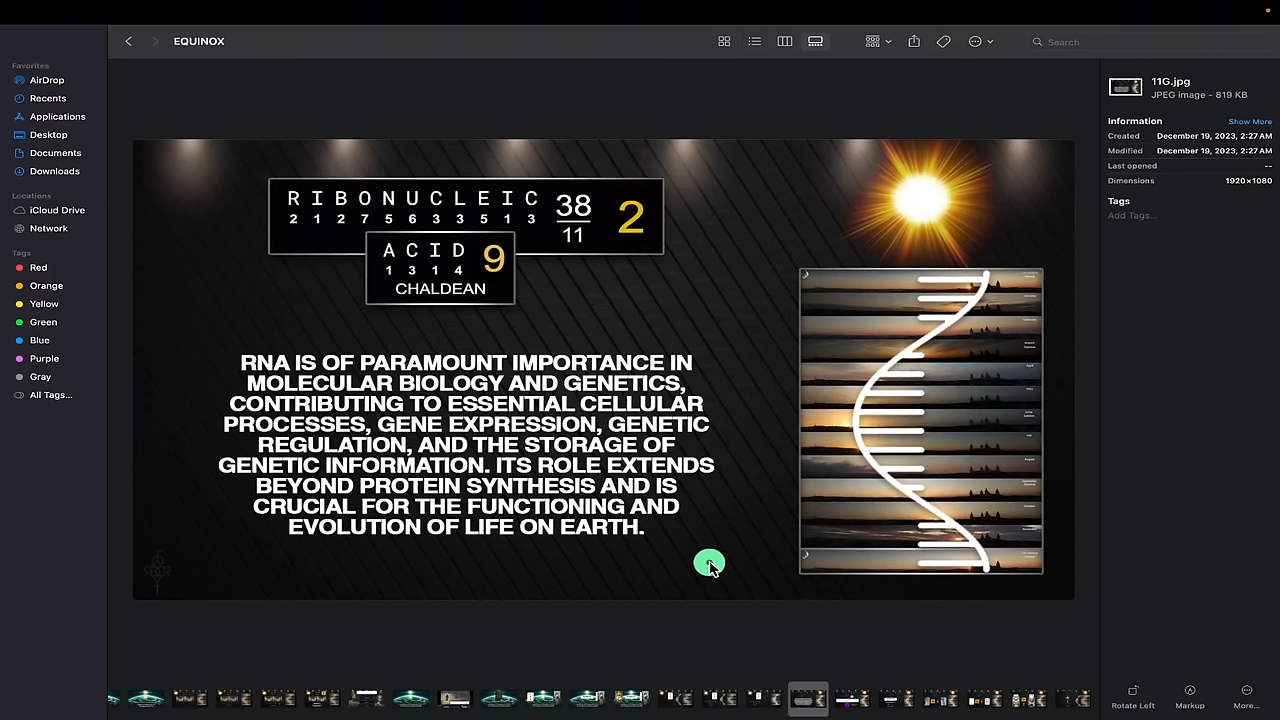 EQUINOX
Search
Favorites
AirDrop
Recents
Applications
Desktop
Documents
Downloads
Locations
iCloud Drive
Network
Tags
Red
Orange
Yellow
Green
Blue
Purple
Gray
All Tags...
RIBONUCLEIC
2 1 2 7 5 6 3 3 5 1 3
38
11
2
ACID
1 3 1 4
9
CHALDEAN
RNA IS OF PARAMOUNT IMPORTANCE IN
MOLECULAR BIOLOGY AND GENETICS,
CONTRIBUTING TO ESSENTIAL CELLULAR
PROCESSES, GENE EXPRESSION, GENETIC
REGULATION, AND THE STORAGE OF
GENETIC INFORMATION. ITS ROLE EXTENDS
BEYOND PROTEIN SYNTHESIS AND IS
CRUCIAL FOR THE FUNCTIONING AND
EVOLUTION OF LIFE ON EARTH.
11G.jpg
JPEG image - 819 KB
Information
Show More
Created December 19, 2023, 2:27 AM
Modified December 19, 2023, 2:27 AM
Last opened --
Dimensions 1920×1080
Tags
Add Tags...
Rotate Left
Markup
More...